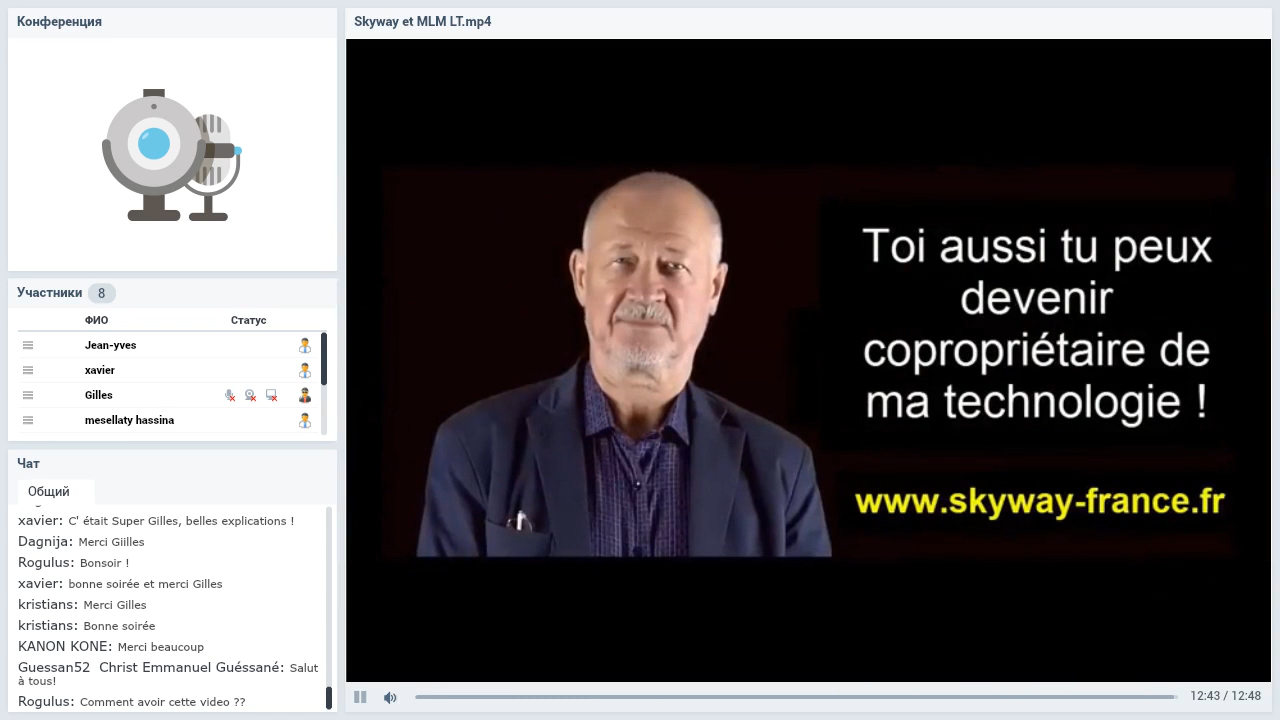 Конференция
Участники 8
ФИО Статус
Jean-yves
xavier
Gilles
mesellaty hassina
Чат
Общий
xavier: C' était Super Gilles, belles explications !
Dagnija: Merci Giilles
Rogulus: Bonsoir !
xavier: bonne soirée et merci Gilles
kristians: Merci Gilles
kristians: Bonne soirée
KANON KONE: Merci beaucoup
Guessan52 Christ Emmanuel Guéssané: Salut
à tous!
Rogulus: Comment avoir cette video ??
Skyway et MLM LT.mp4
Toi aussi tu peux
devenir
copropriétaire de
ma technologie !
www.skyway-france.fr
12:43 / 12:48